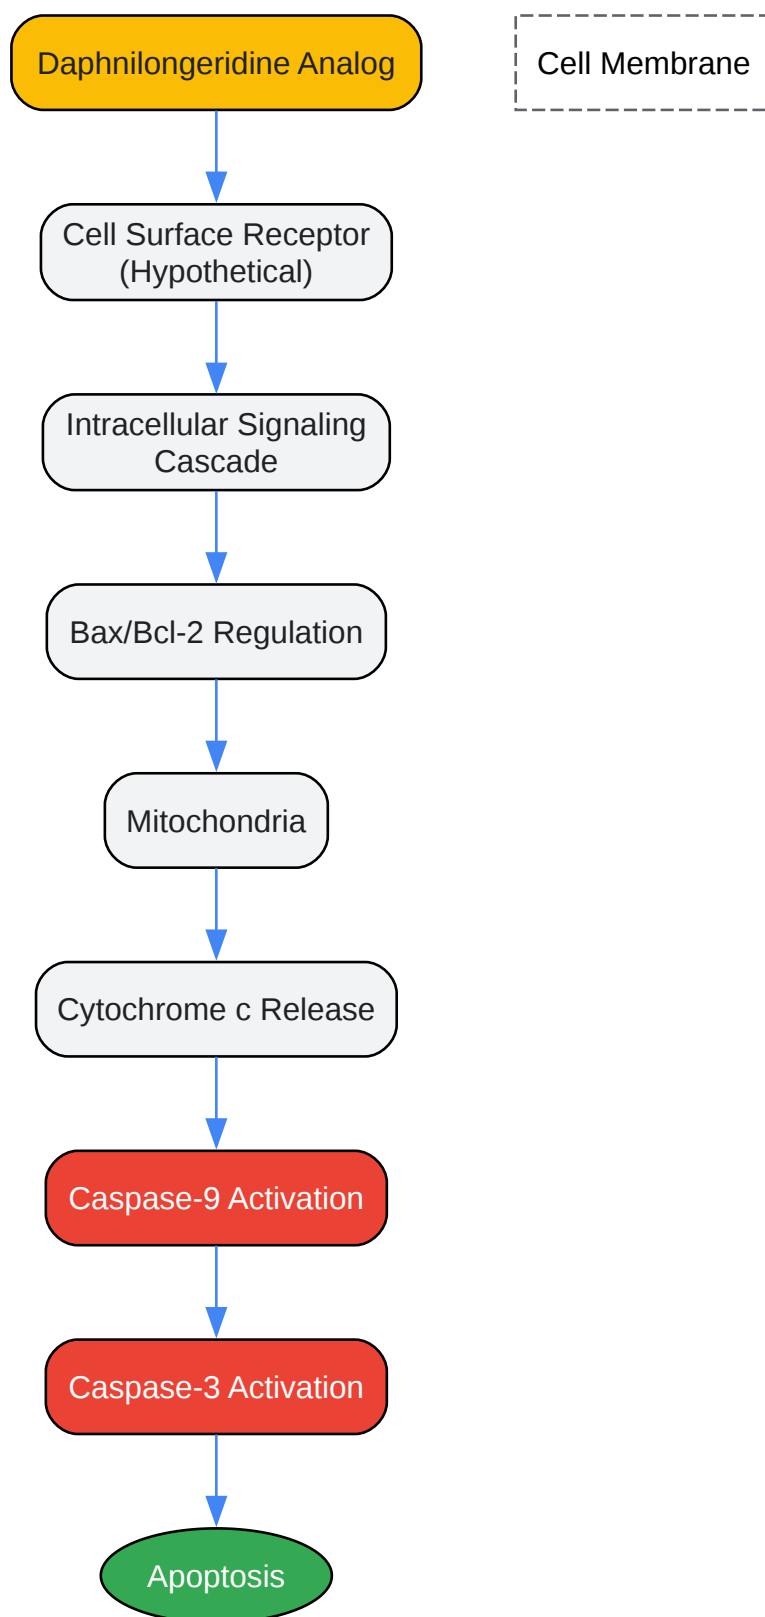 Daphnilongeridine Analog
Cell Membrane
Cell Surface Receptor
(Hypothetical)
Intracellular Signaling
Cascade
Bax/Bcl-2 Regulation
Mitochondria
Cytochrome c Release
Caspase-9 Activation
Caspase-3 Activation
Apoptosis